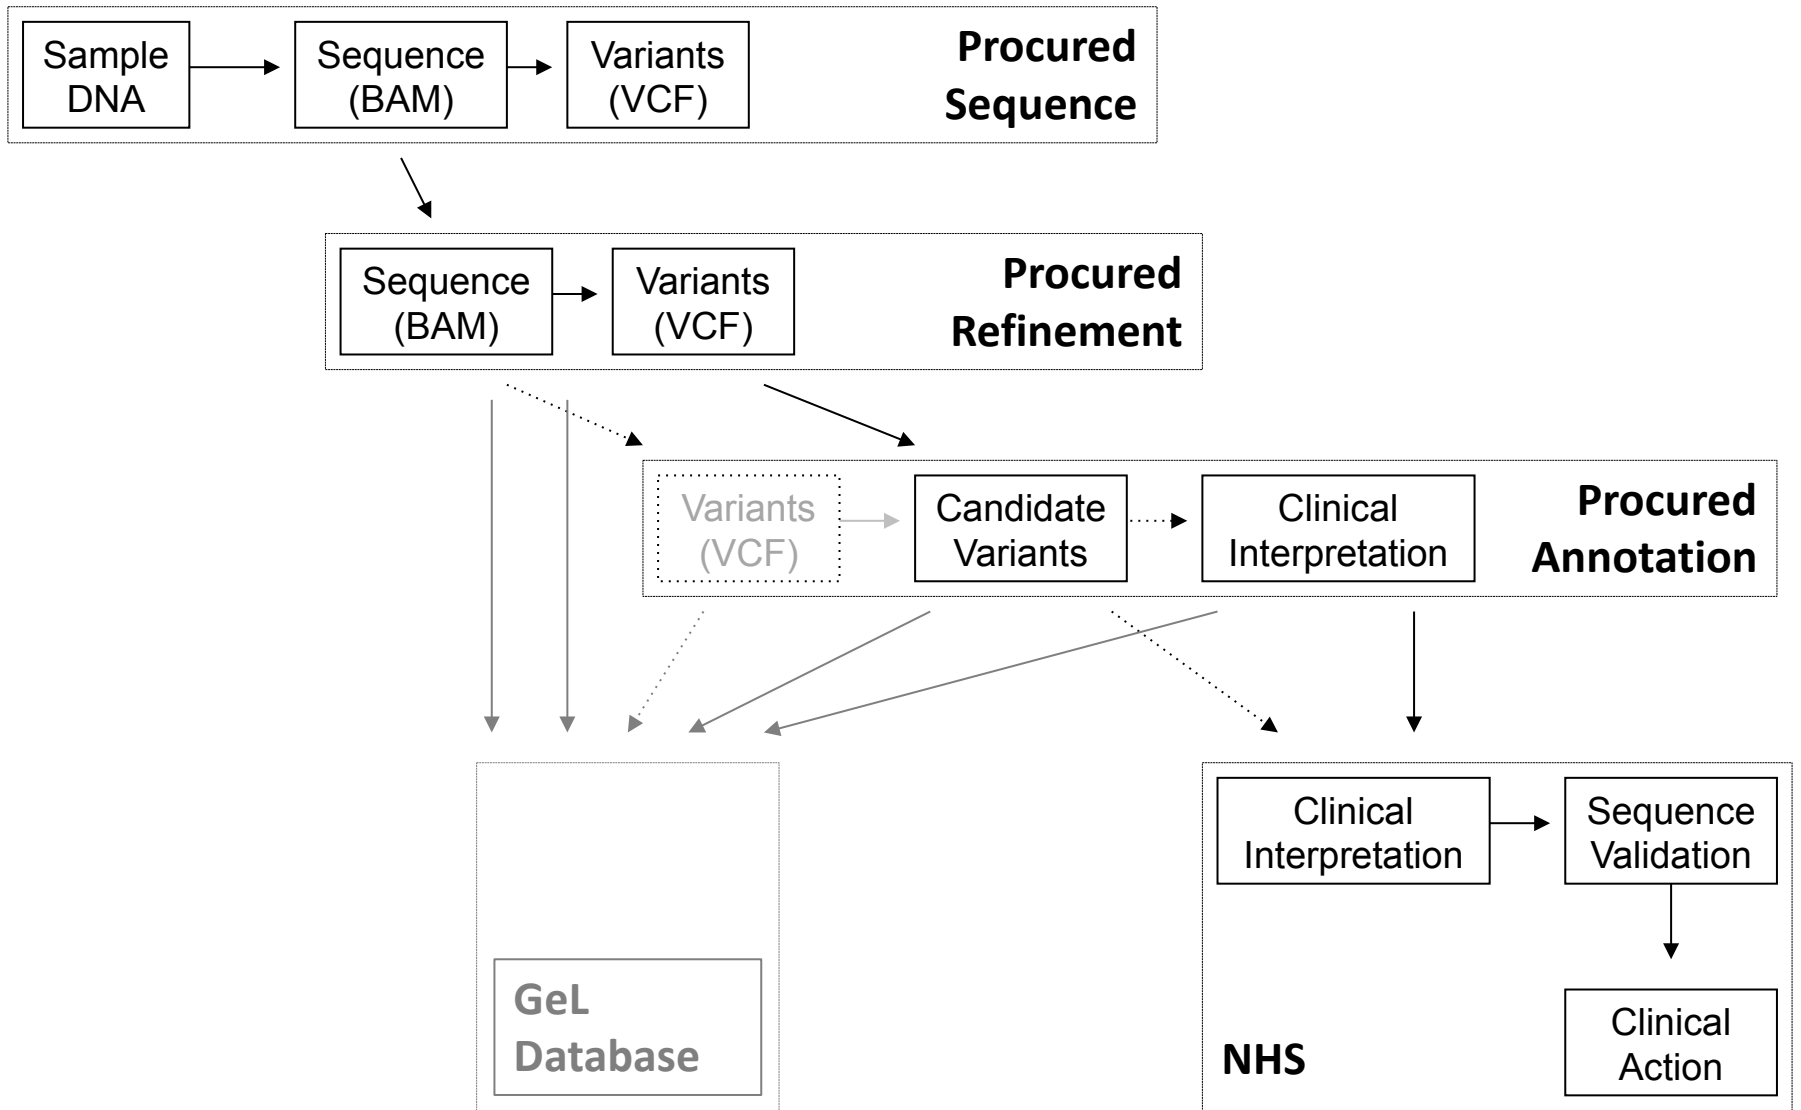 Sample
DNA
Sequence
(BAM)
Variants
(VCF)
Procured
Sequence
Sequence
(BAM)
Variants
(VCF)
Procured
Refinement
Variants
(VCF)
Candidate
Variants
Clinical
Interpretation
Procured
Annotation
GeL
Database
Clinical
Interpretation
Sequence
Validation
Clinical
Action
NHS